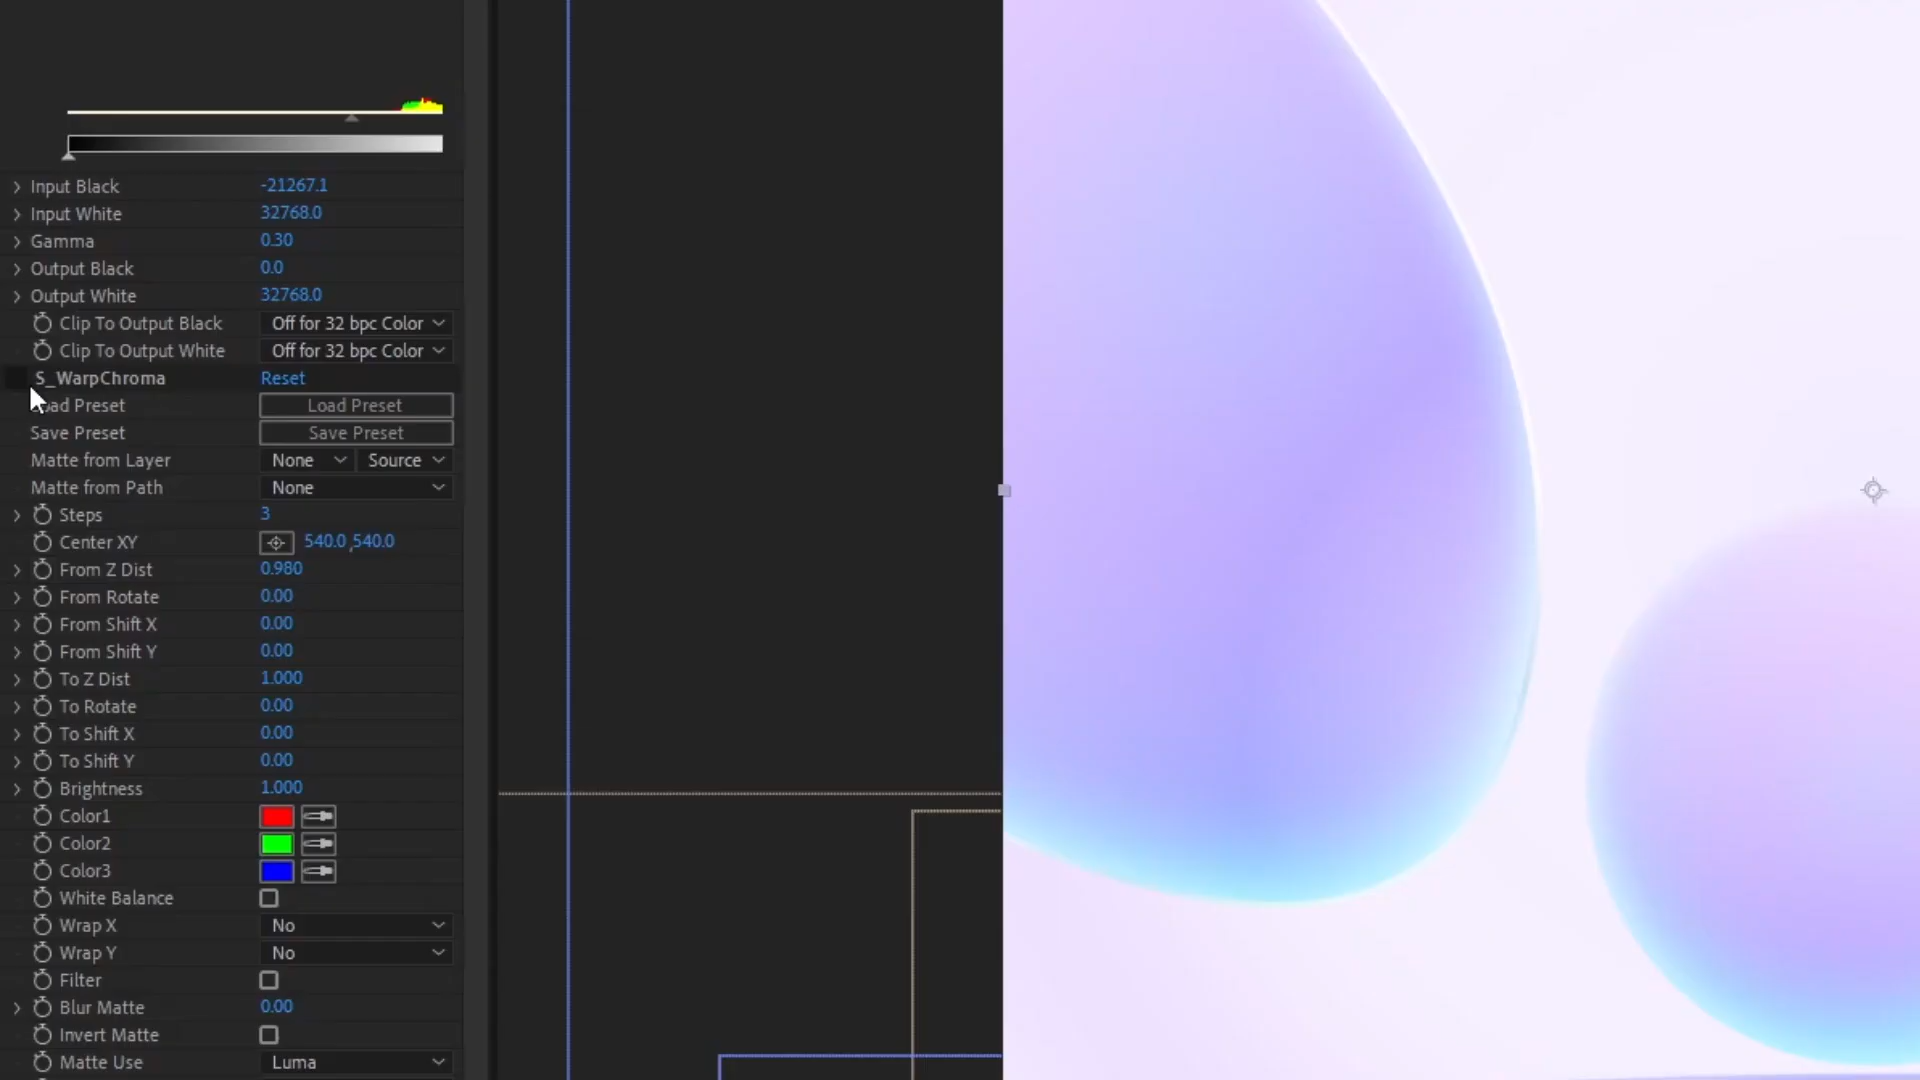 Input Black -21267.1
Input White 32768.0
Gamma 0.30
Output Black 0.0
Output White 32768.0
Clip To Output Black Off for 32 bpc Color
Clip To Output White Off for 32 bpc Color
S_WarpChroma Reset
oad Preset Load Preset
Save Preset Save Preset
Matte from Layer None Source
Matte from Path None
Steps 3
Center XY 540.0,540.0
From Z Dist 0.980
From Rotate 0.00
From Shift X 0.00
From Shift Y 0.00
To Z Dist 1.000
To Rotate 0.00
To Shift X 0.00
To Shift Y 0.00
Brightness 1.000
Color1
Color2
Color3
White Balance
Wrap X No
Wrap Y No
Filter
Blur Matte 0.00
Invert Matte
Matte Use Luma